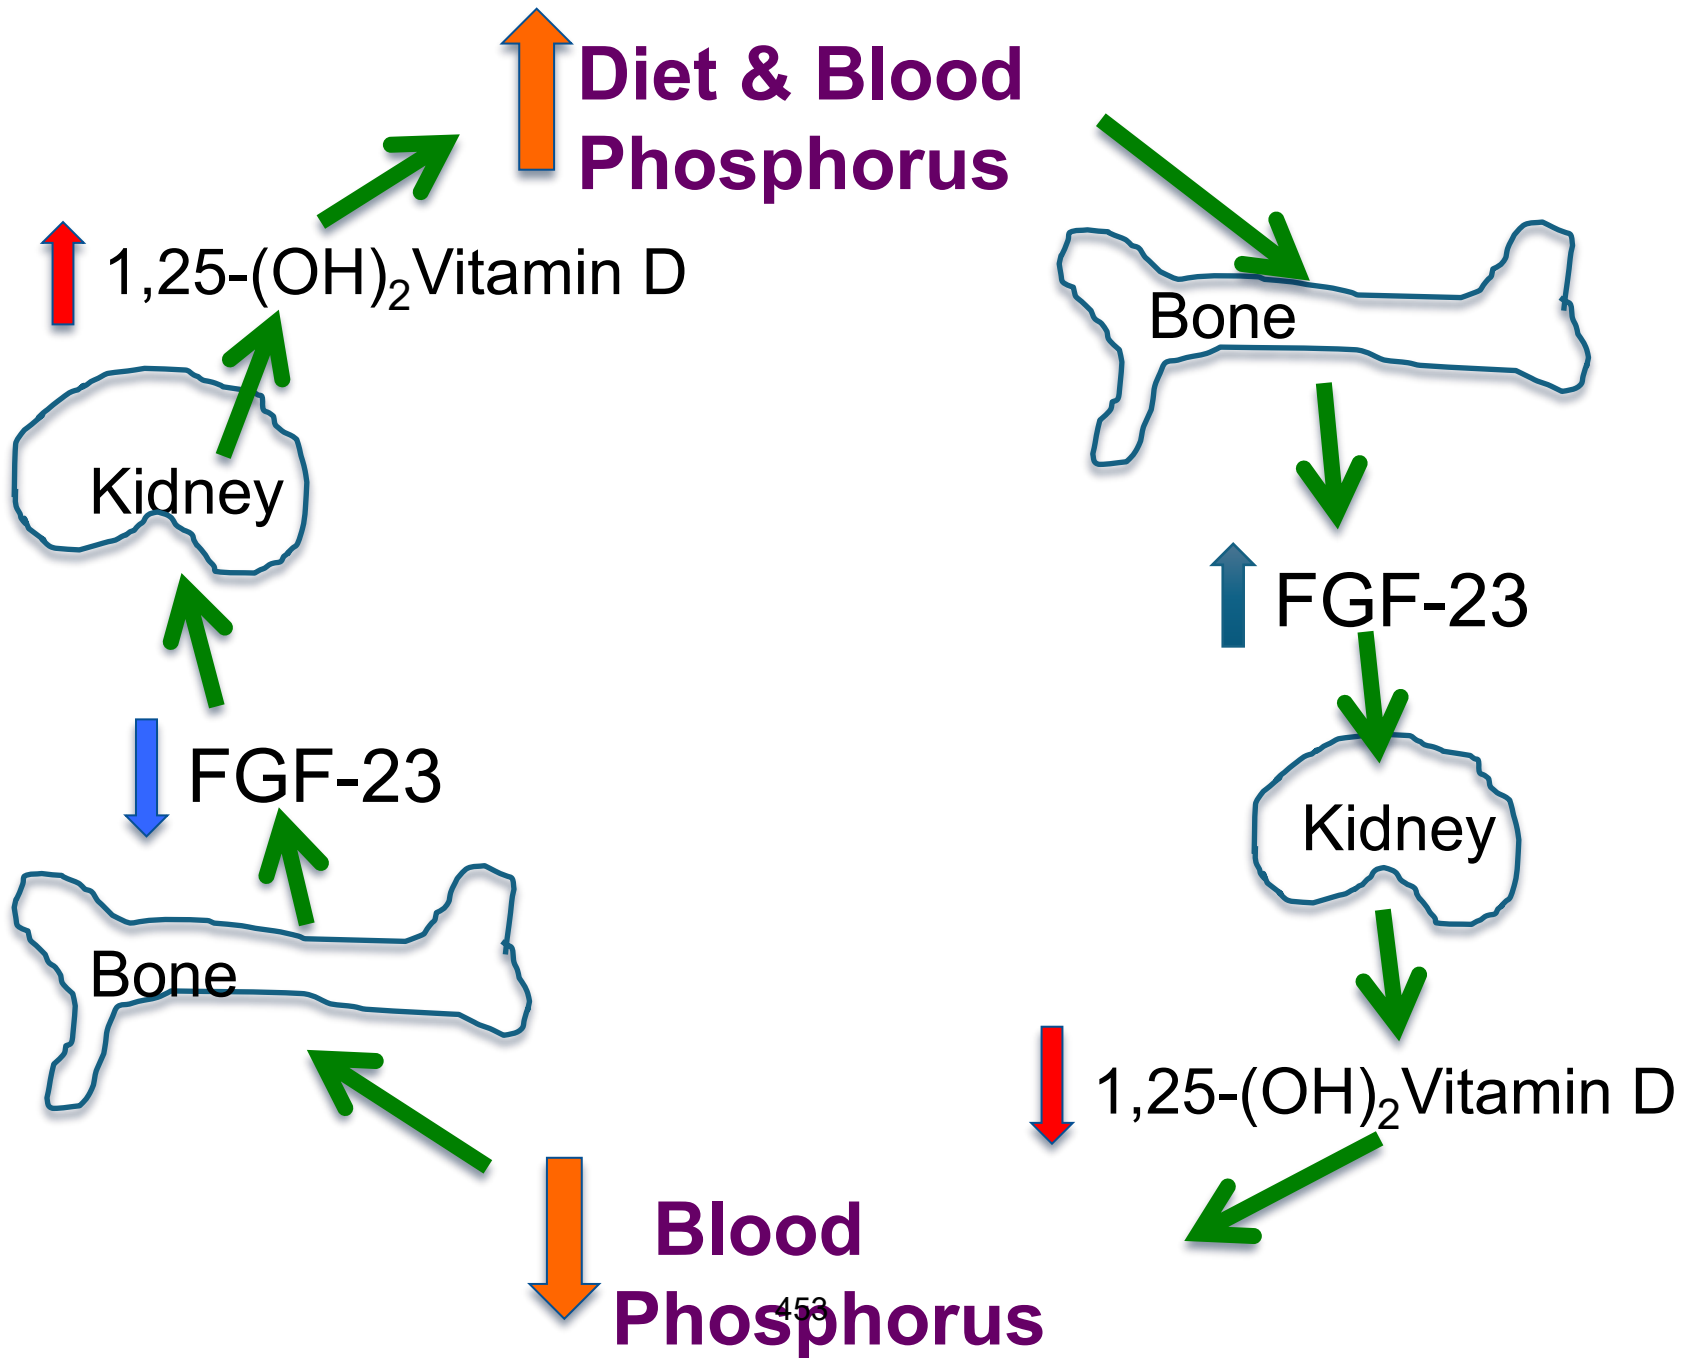 Diet & Blood
Phosphorus
1,25-(OH)₂Vitamin D
Bone
Kidney
FGF-23
FGF-23
Kidney
Bone
1,25-(OH)₂Vitamin D
Blood
Phosphorus
453